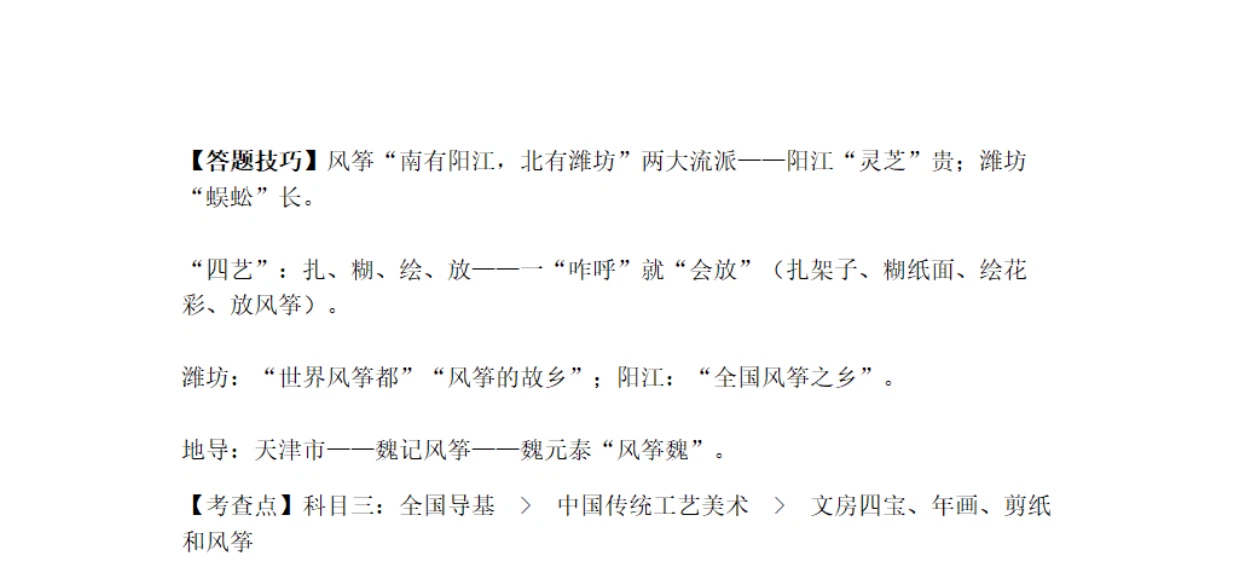 【答题技巧】风筝“南有阳江，北有潍坊”两大流派——阳江“灵芝”贵；潍坊
“蜈蚣”长。
“四艺”：扎、糊、绘、放——一“咋呼”就“会放”（扎架子、糊纸面、绘花
彩、放风筝）。
潍坊：“世界风筝都”“风筝的故乡”；阳江：“全国风筝之乡”。
地导：天津市——魏记风筝——魏元泰“风筝魏”。
【考查点】科目三：全国导基 > 中国传统工艺美术 > 文房四宝、年画、剪纸
和风筝